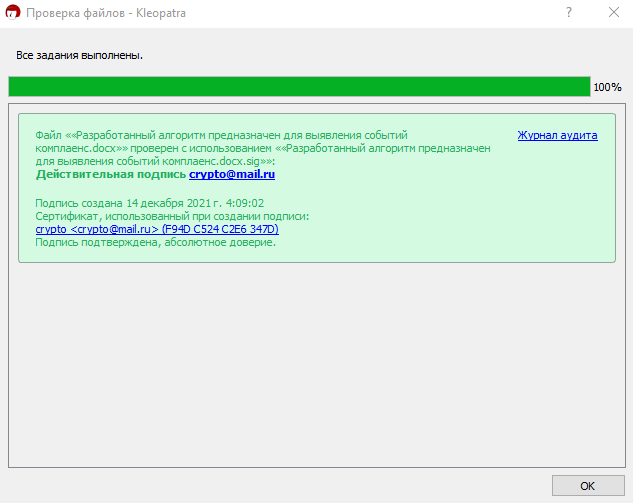 Проверка файлов - Kleopatra
?
Все задания выполнены.
100%
Файл ««Разработанный алгоритм предназначен для выявления событий
Журнал аудита
комплаенс.docx»» проверен с использованием ««Разработанный алгоритм предназначен
для выявления событий комплаенс.docx.sig»»:
Действительная подпись crypto@mail.ru
Подпись создана 14 декабря 2021 г. 4:09:02
Сертификат, использованный при создании подписи:
crypto <crypto@mail.ru> (F94D C524 C2E6 347D)
Подпись подтверждена, абсолютное доверие.
OK